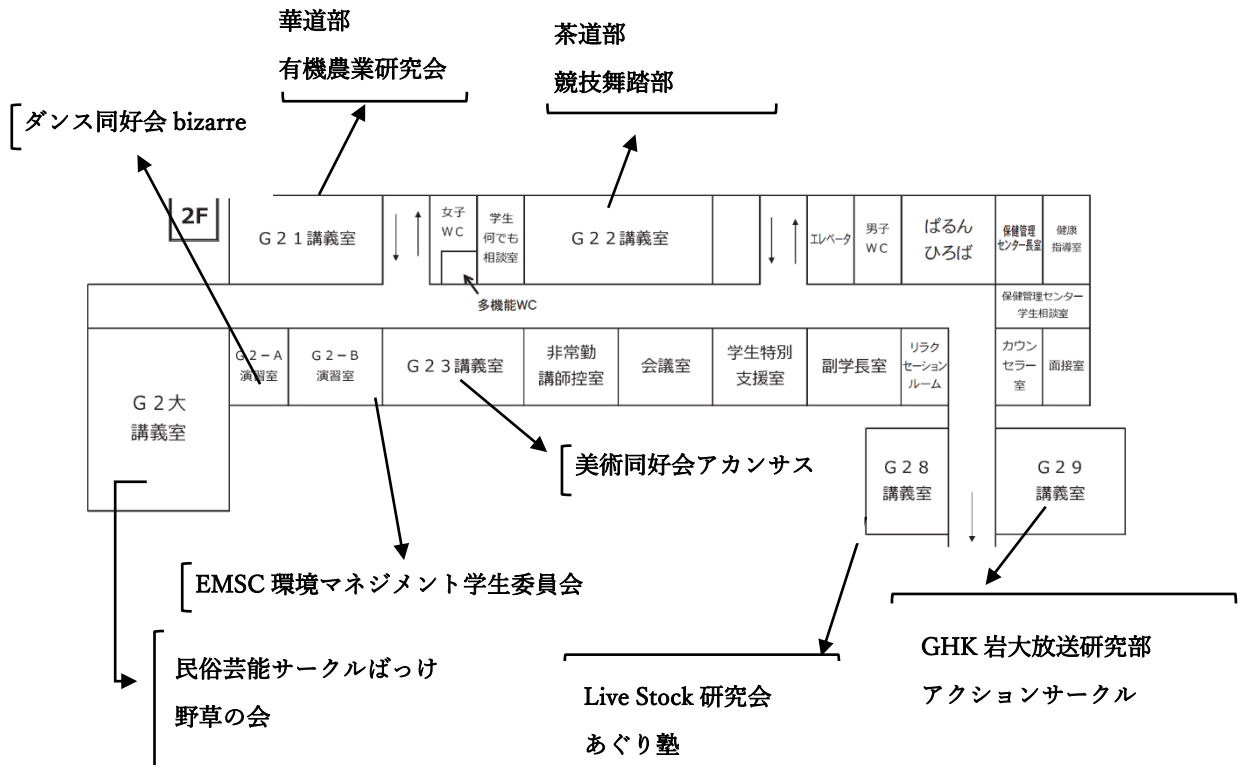 華道部
有機農業研究会
茶道部
競技舞踏部
ダンス同好会 bizarre
2F
G21講義室
女子
WC
学生
何でも
相談室
G22講義室
エレベータ
男子
WC
ぱるん
ひろば
保健管理
センター長室
健康
指導室
多機能WC
保健管理センター
学生相談室
G2大
講義室
G2-A
演習室
G2-B
演習室
G23講義室
非常勤
講師控室
会議室
学生特別
支援室
副学長室
リラク
セーション
ルーム
カウン
セラー
室
面接室
美術同好会アカンサス
G28
講義室
G29
講義室
EMSC 環境マネジメント学生委員会
民俗芸能サークルばっけ
野草の会
Live Stock 研究会
あぐり塾
GHK 岩大放送研究部
アクションサークル